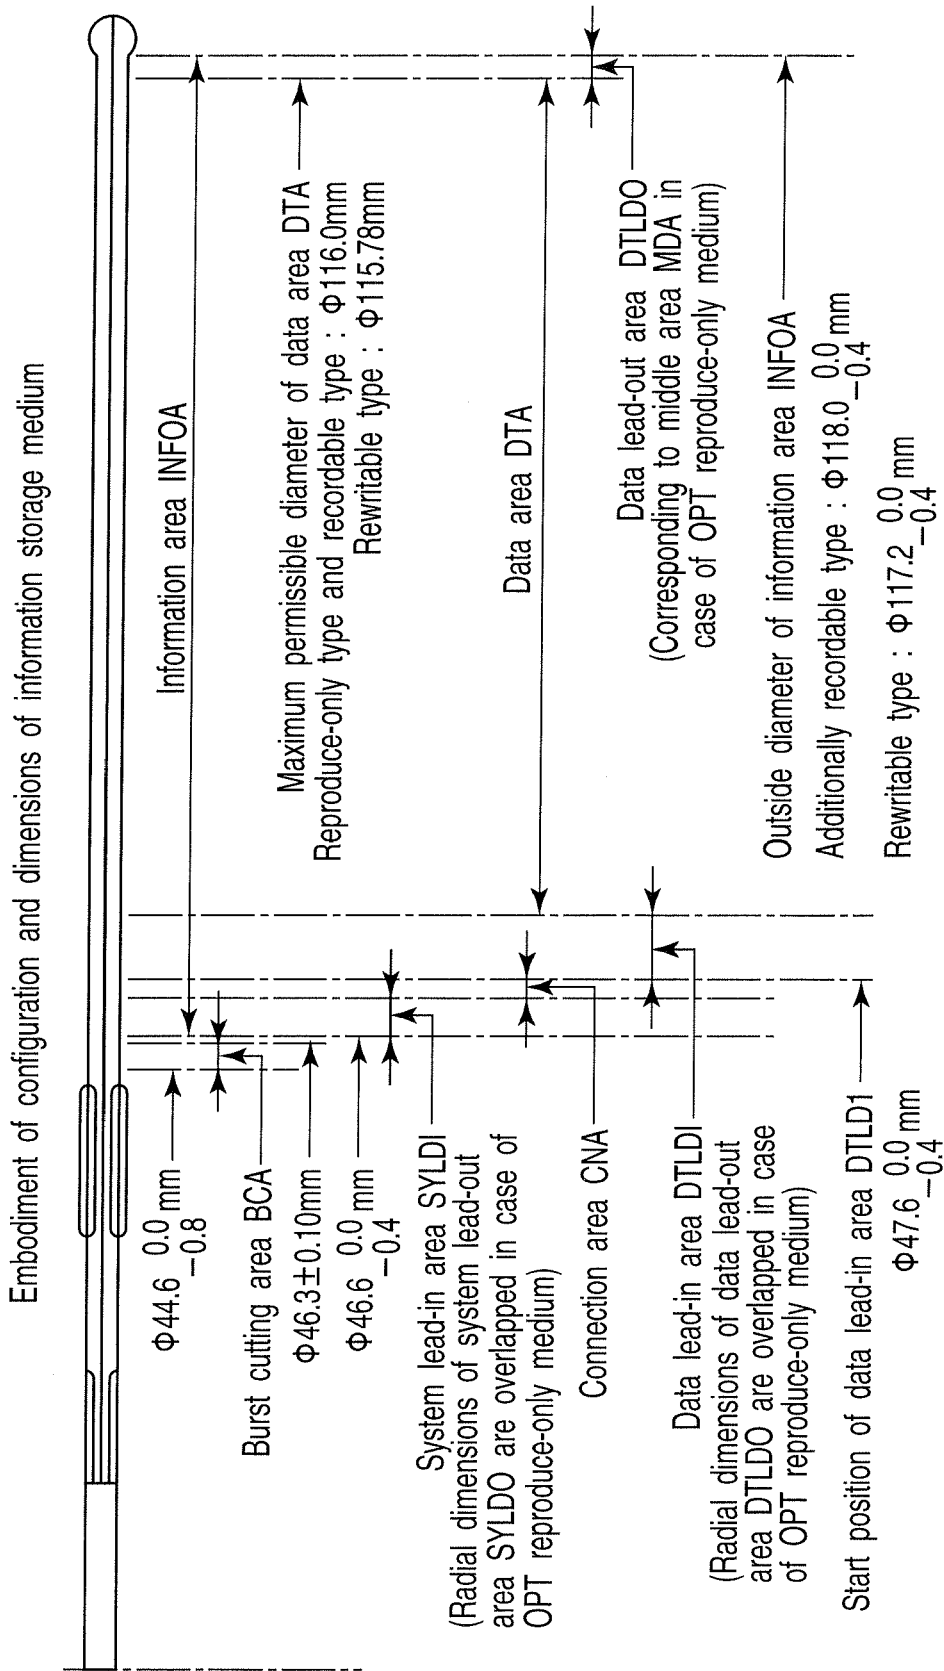 Embodiment of configuration and dimensions of information storage medium
Information area INFOA
Φ44.6 0.0 mm
−0.8
Burst cutting area BCA
Φ46.3±0.10mm
Φ46.6 0.0 mm
−0.4
System lead-in area SYLDI
(Radial dimensions of system lead-out
area SYLDO are overlapped in case of
OPT reproduce-only medium)
Connection area CNA
Data lead-in area DTLDI
(Radial dimensions of data lead-out
area DTLDO are overlapped in case
of OPT reproduce-only medium)
Start position of data lead-in area DTLD1
Φ47.6 0.0 mm
−0.4
Maximum permissible diameter of data area DTA
Reproduce-only type and recordable type : Φ116.0mm
Rewritable type : Φ115.78mm
Data area DTA
Data lead-out area DTLDO
(Corresponding to middle area MDA in
case of OPT reproduce-only medium)
Outside diameter of information area INFOA
Additionally recordable type : Φ118.0 0.0 mm
−0.4
Rewritable type : Φ117.2 0.0 mm
−0.4